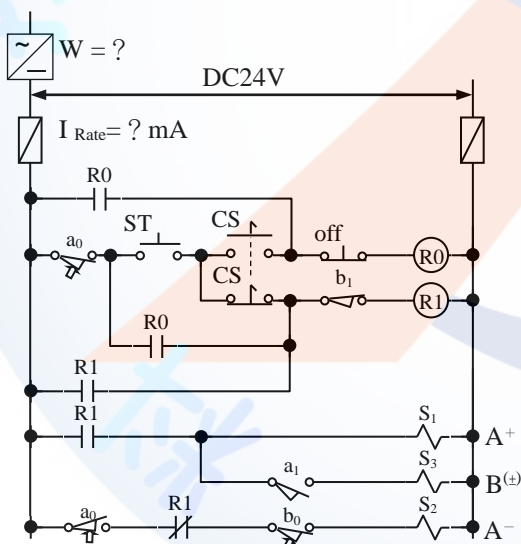 ~
W = ?
DC24V
I Rate= ? mA
R0
ST
CS
off
a₀
R0
CS
b₁
R1
R0
R1
R1
S₁
A⁺
a₁
S₃
B⁽±⁾
a₀
R1
b₀
S₂
A⁻